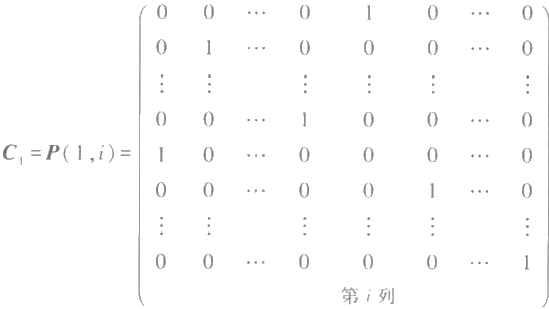 0 0 ⋯ 0 1 0 ⋯ 0
0 1 ⋯ 0 0 0 ⋯ 0
⋮ ⋮ ⋮ ⋮ ⋮ ⋮
0 0 ⋯ 1 0 0 ⋯ 0
C₁=P(1,i)= 1 0 ⋯ 0 0 0 ⋯ 0
0 0 ⋯ 0 0 1 ⋯ 0
⋮ ⋮ ⋮ ⋮ ⋮ ⋮
0 0 ⋯ 0 0 0 ⋯ 1
第 i 列